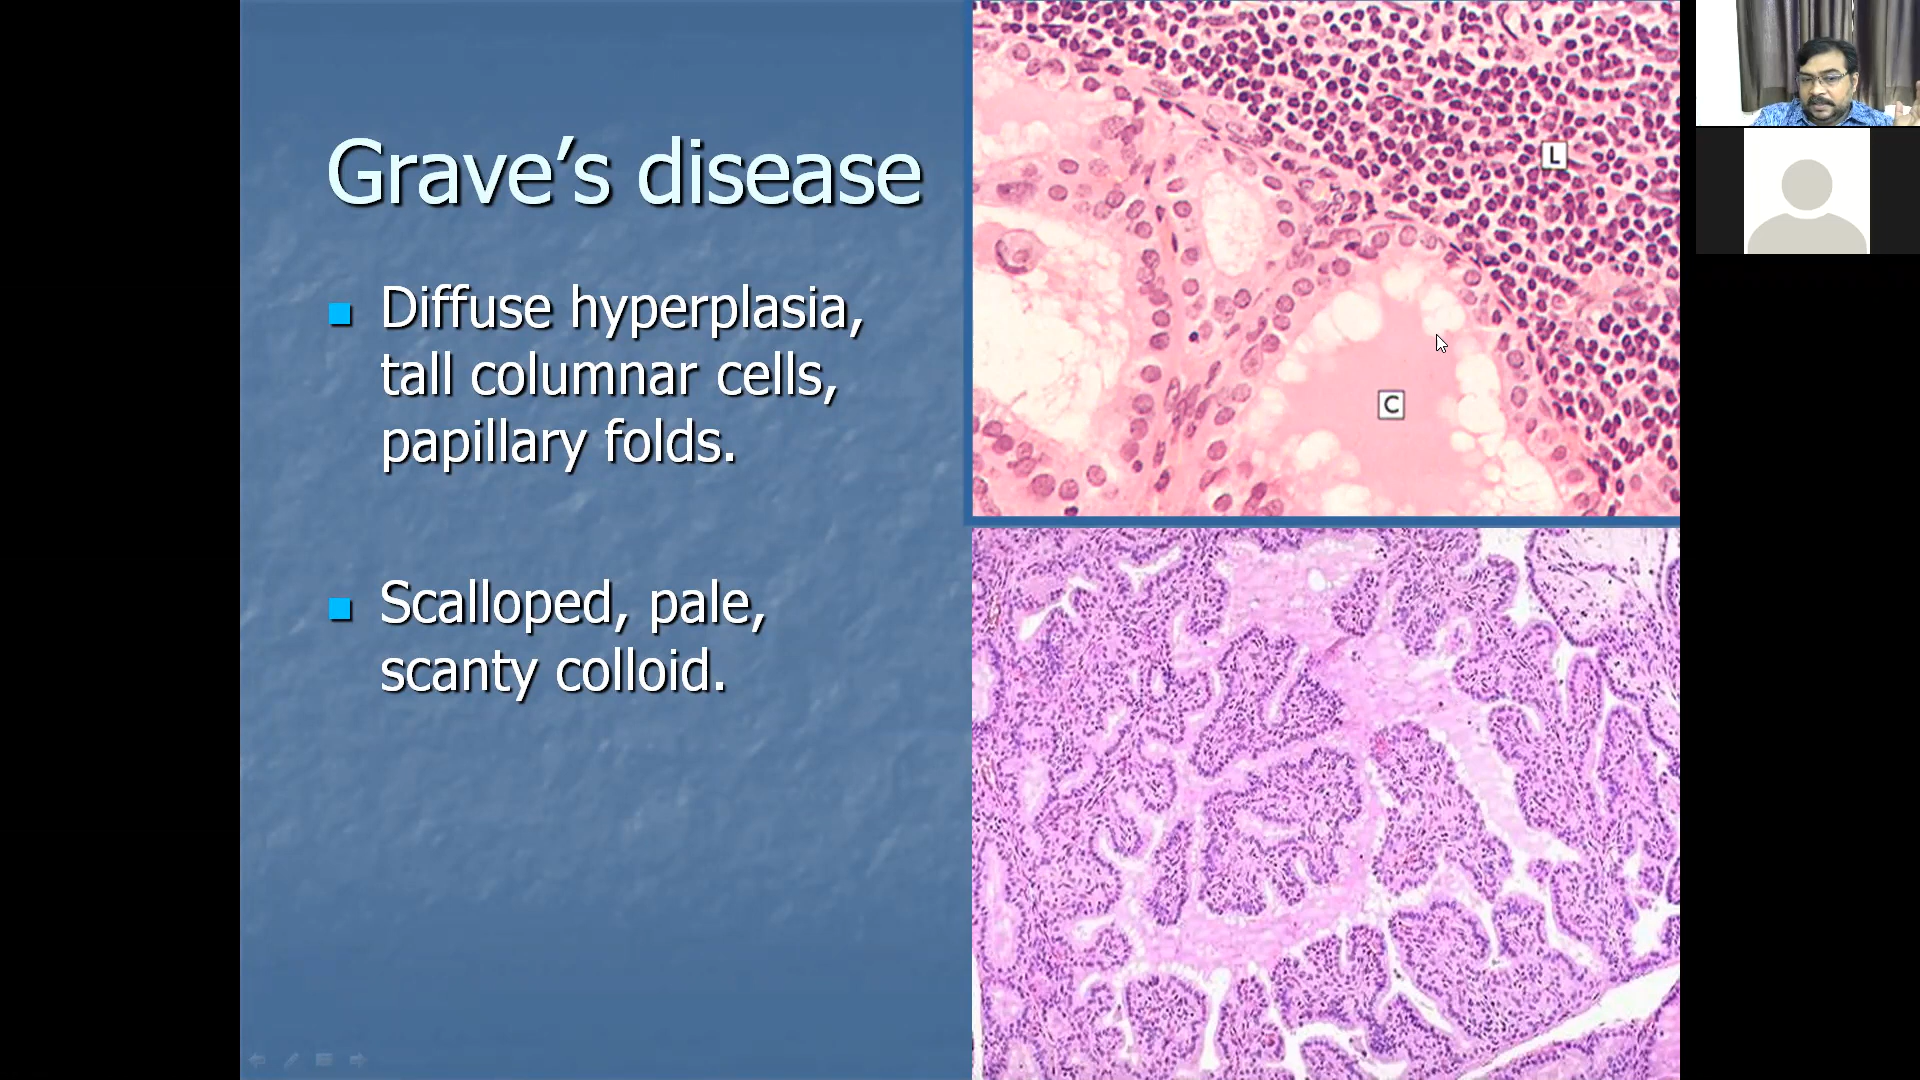 Grave’s disease
Diffuse hyperplasia,
tall columnar cells,
papillary folds.
Scalloped, pale,
scanty colloid.
L
C